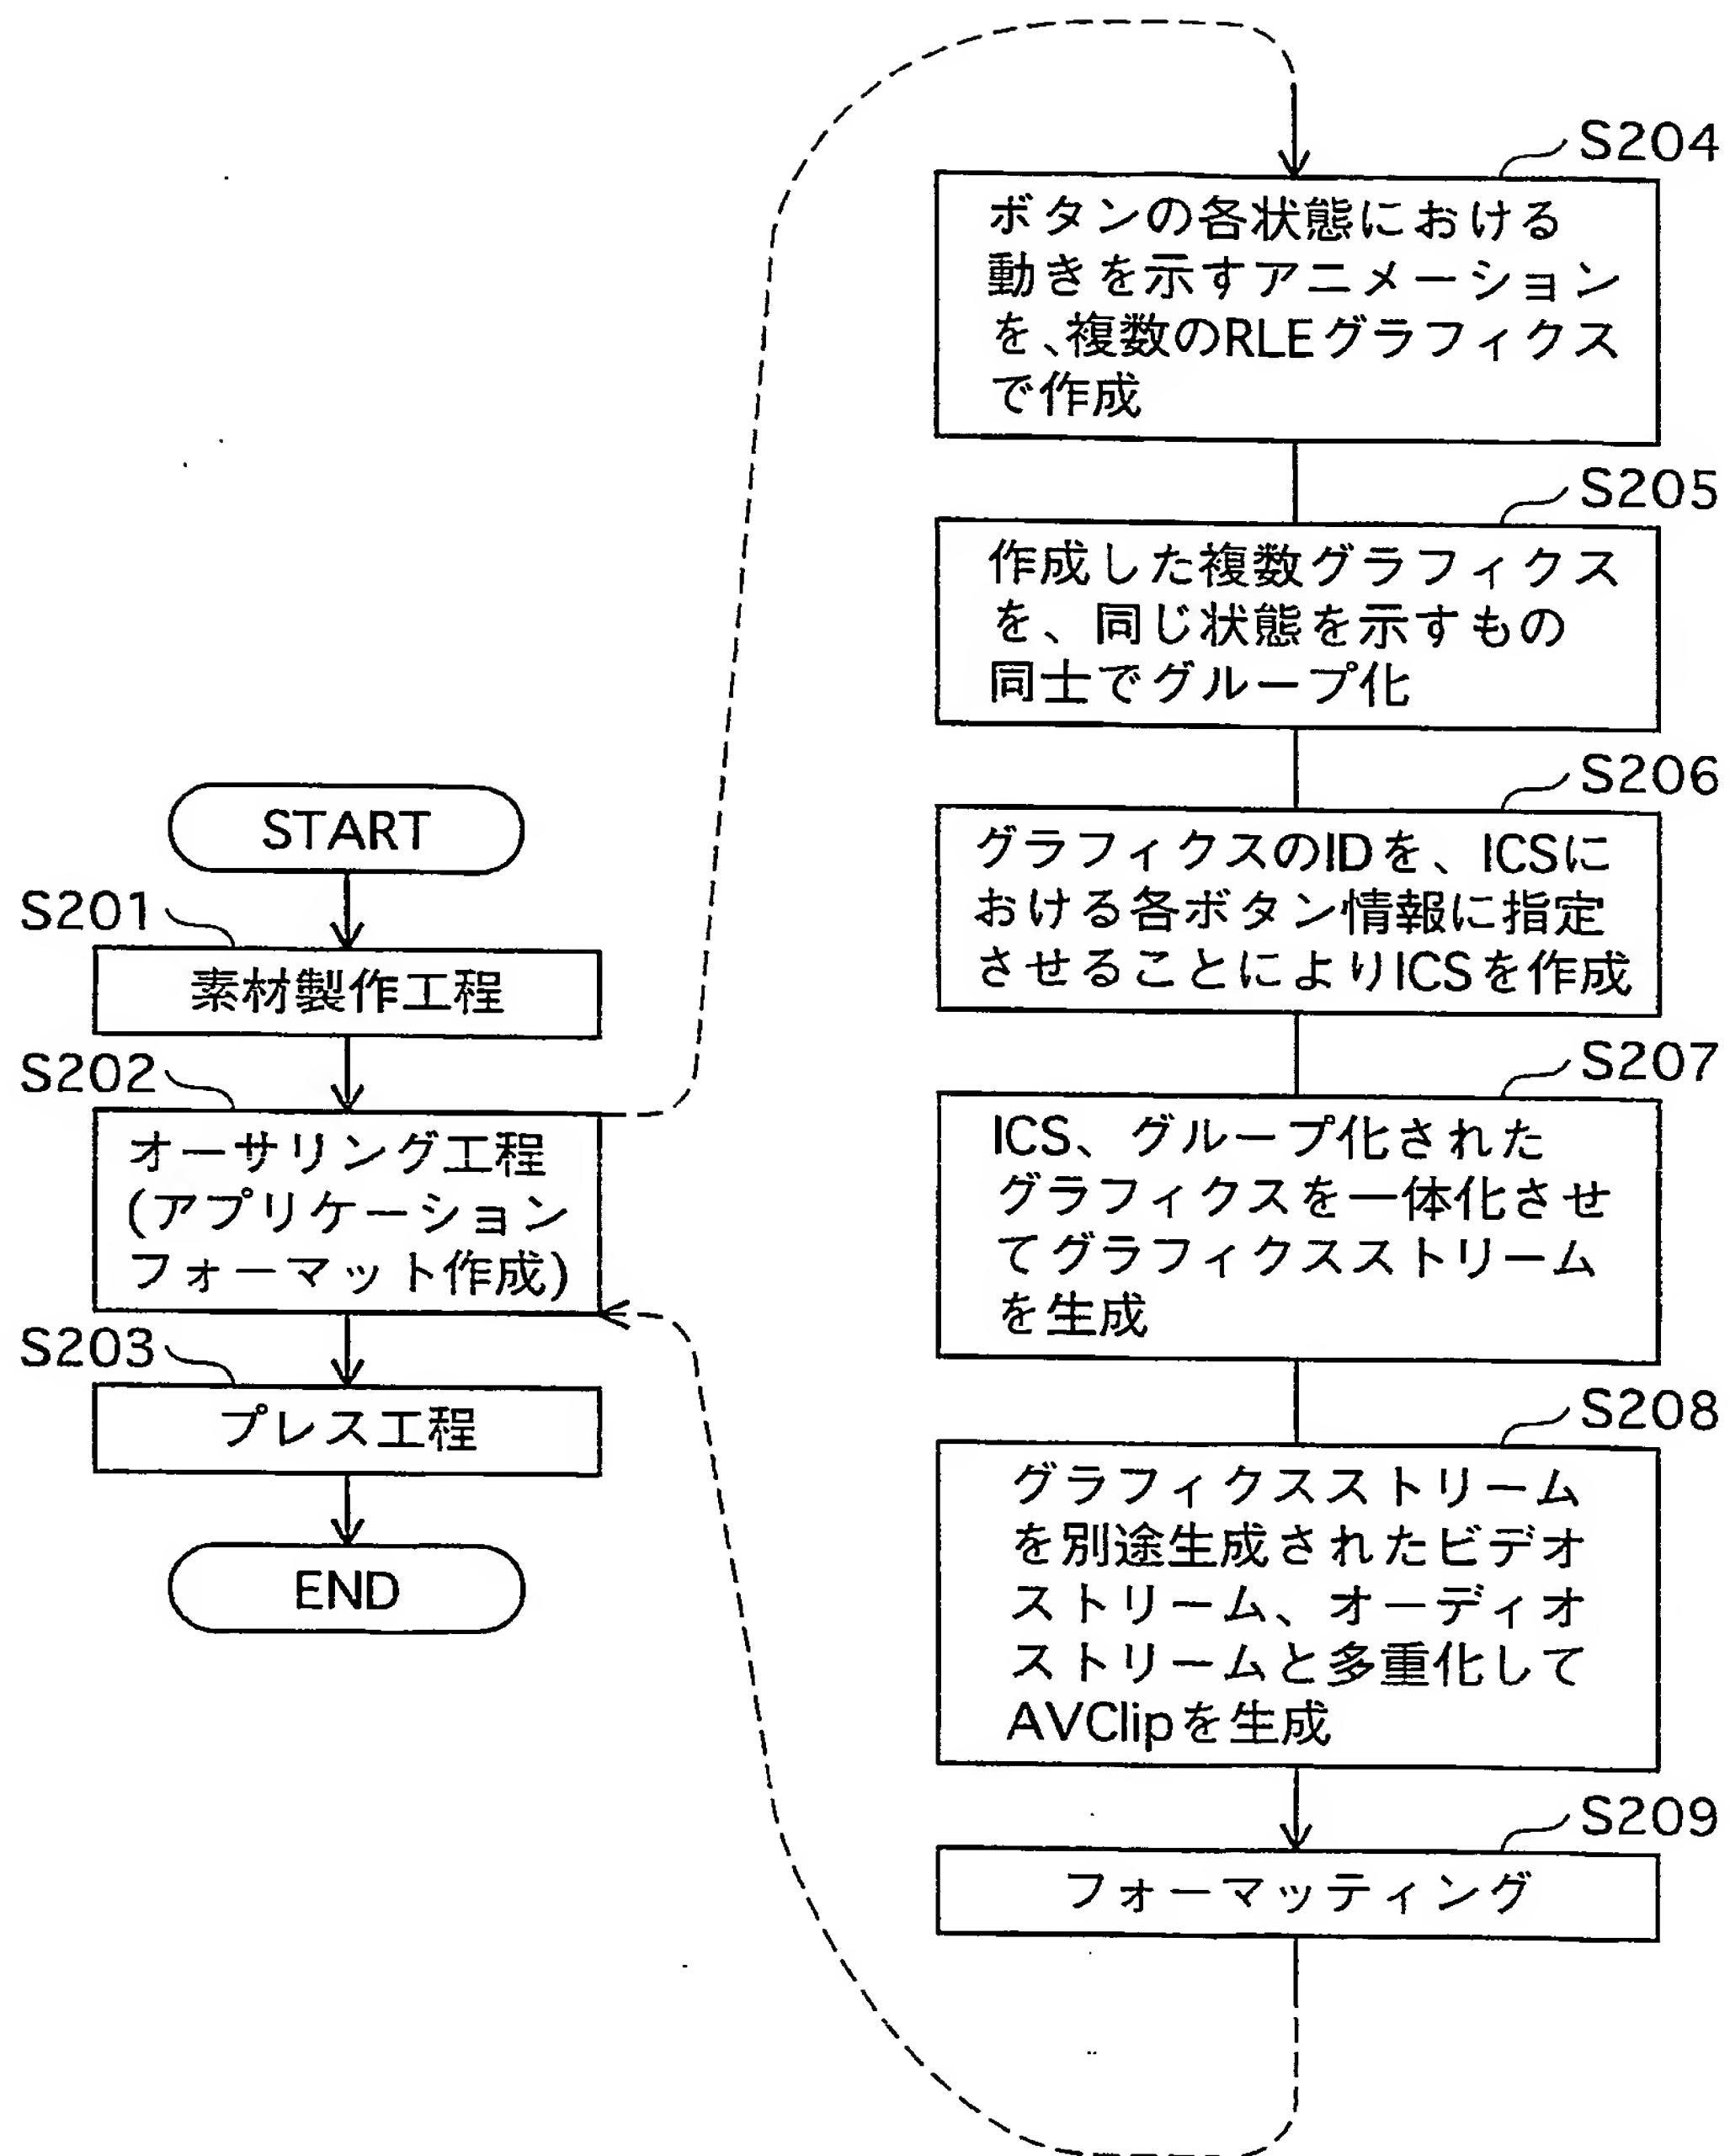 START
S201
素材製作工程
S202
オーサリング工程
(アプリケーション
フォーマット作成)
S203
プレス工程
END
S204
ボタンの各状態における
動きを示すアニメーション
を、複数のRLEグラフィクス
で作成
S205
作成した複数グラフィクス
を、同じ状態を示すもの
同士でグループ化
S206
グラフィクスのIDを、ICSに
おける各ボタン情報に指定
させることによりICSを作成
S207
ICS、グループ化された
グラフィクスを一体化させ
てグラフィクスストリーム
を生成
S208
グラフィクスストリーム
を別途生成されたビデオ
ストリーム、オーディオ
ストリームと多重化して
AVClipを生成
S209
フォーマッティング